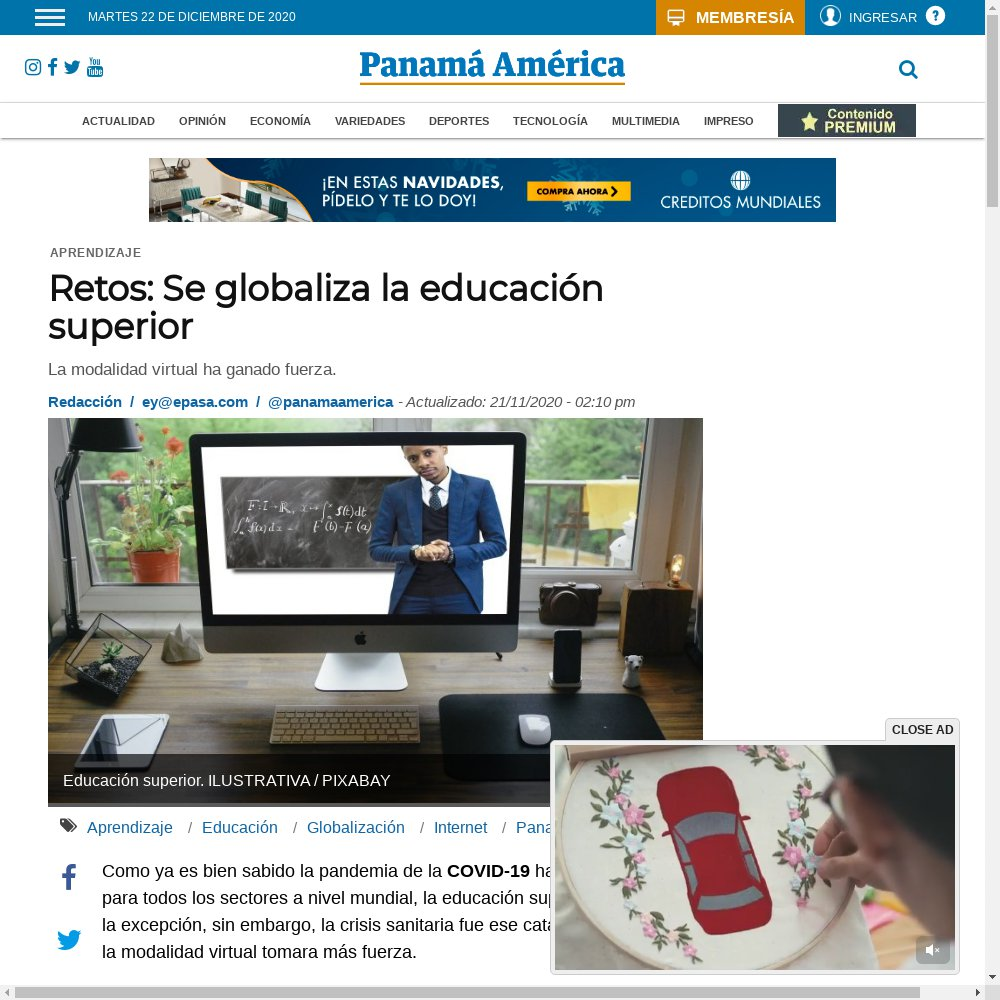 MARTES 22 DE DICIEMBRE DE 2020
MEMBRESÍA
INGRESAR
?
You
Tube
Panamá América
ACTUALIDAD OPINIÓN ECONOMÍA VARIEDADES DEPORTES TECNOLOGÍA MULTIMEDIA IMPRESO
Contenido
PREMIUM
¡EN ESTAS NAVIDADES,
PÍDELO Y TE LO DOY!
COMPRA AHORA
CREDITOS MUNDIALES
APRENDIZAJE
Retos: Se globaliza la educación
superior
La modalidad virtual ha ganado fuerza.
Redacción / ey@epasa.com / @panamaamerica - Actualizado: 21/11/2020 - 02:10 pm
Educación superior. ILUSTRATIVA / PIXABAY
CLOSE AD
Aprendizaje / Educación / Globalización / Internet / Pana
Como ya es bien sabido la pandemia de la COVID-19 ha
para todos los sectores a nivel mundial, la educación su
la excepción, sin embargo, la crisis sanitaria fue ese cata
la modalidad virtual tomara más fuerza.